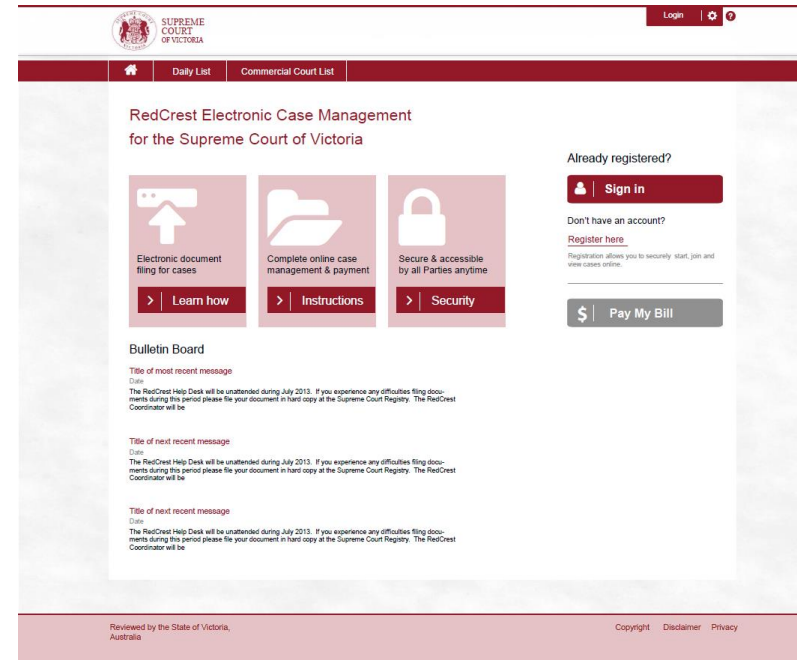 SUPREME
COURT
OF VICTORIA
Login
Daily List
Commercial Court List
RedCrest Electronic Case Management
for the Supreme Court of Victoria
Electronic document
filing for cases
Learn how
Complete online case
management & payment
Instructions
Secure & accessible
by all Parties anytime
Security
Already registered?
Sign in
Don't have an account?
Register here
Registration allows you to securely start, join and
view cases online.
$ Pay My Bill
Bulletin Board
Title of most recent message
Date
The RedCrest Help Desk will be unattended during July 2013. If you experience any difficulties filing docu-
ments during this period please file your document in hard copy at the Supreme Court Registry. The RedCrest
Coordinator will be
Title of next recent message
Date
The RedCrest Help Desk will be unattended during July 2013. If you experience any difficulties filing docu-
ments during this period please file your document in hard copy at the Supreme Court Registry. The RedCrest
Coordinator will be
Title of next recent message
Date
The RedCrest Help Desk will be unattended during July 2013. If you experience any difficulties filing docu-
ments during this period please file your document in hard copy at the Supreme Court Registry. The RedCrest
Coordinator will be
Reviewed by the State of Victoria,
Australia
Copyright Disclaimer Privacy